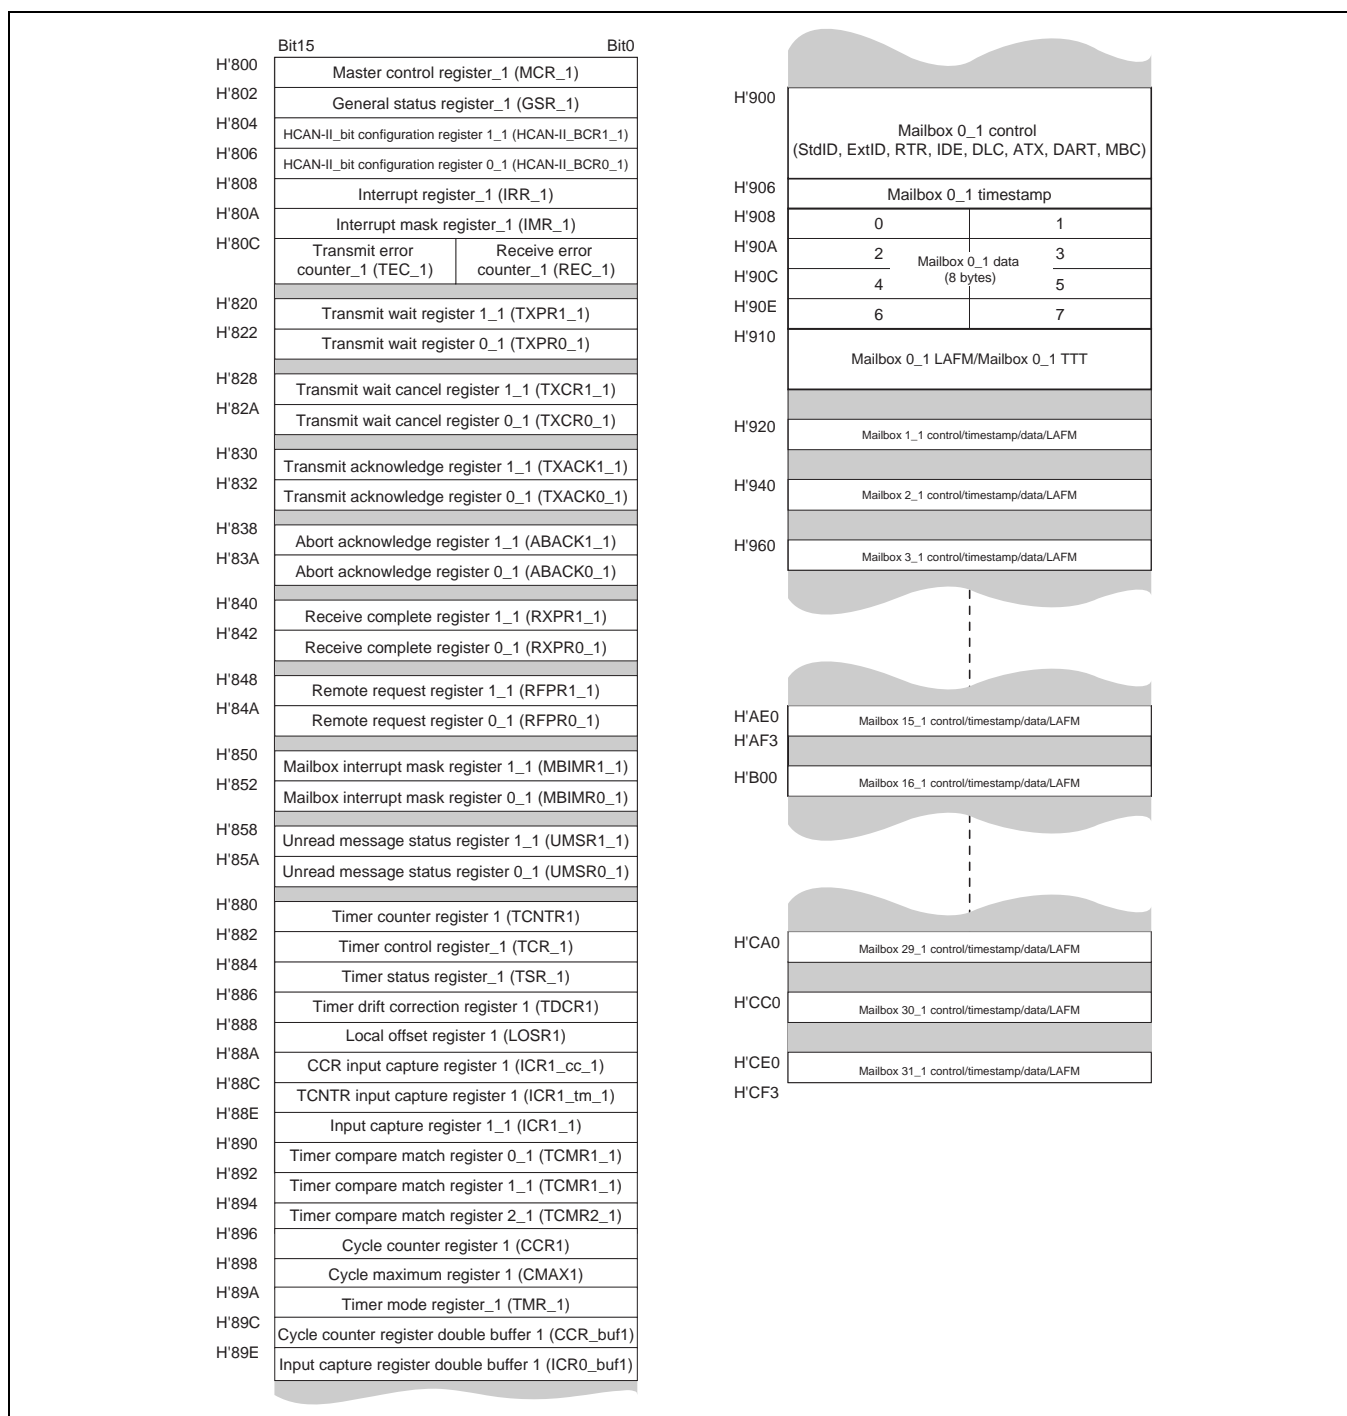 Bit15 Bit0
H'800 Master control register_1 (MCR_1)
H'802 General status register_1 (GSR_1)
H'804 HCAN-II_bit configuration register 1_1 (HCAN-II_BCR1_1)
H'806 HCAN-II_bit configuration register 0_1 (HCAN-II_BCR0_1)
H'808 Interrupt register_1 (IRR_1)
H'80A Interrupt mask register_1 (IMR_1)
H'80C Transmit error Receive error
counter_1 (TEC_1) counter_1 (REC_1)
H'820 Transmit wait register 1_1 (TXPR1_1)
H'822 Transmit wait register 0_1 (TXPR0_1)
H'828 Transmit wait cancel register 1_1 (TXCR1_1)
H'82A Transmit wait cancel register 0_1 (TXCR0_1)
H'830 Transmit acknowledge register 1_1 (TXACK1_1)
H'832 Transmit acknowledge register 0_1 (TXACK0_1)
H'838 Abort acknowledge register 1_1 (ABACK1_1)
H'83A Abort acknowledge register 0_1 (ABACK0_1)
H'840 Receive complete register 1_1 (RXPR1_1)
H'842 Receive complete register 0_1 (RXPR0_1)
H'848 Remote request register 1_1 (RFPR1_1)
H'84A Remote request register 0_1 (RFPR0_1)
H'850 Mailbox interrupt mask register 1_1 (MBIMR1_1)
H'852 Mailbox interrupt mask register 0_1 (MBIMR0_1)
H'858 Unread message status register 1_1 (UMSR1_1)
H'85A Unread message status register 0_1 (UMSR0_1)
H'880 Timer counter register 1 (TCNTR1)
H'882 Timer control register_1 (TCR_1)
H'884 Timer status register_1 (TSR_1)
H'886 Timer drift correction register 1 (TDCR1)
H'888 Local offset register 1 (LOSR1)
H'88A CCR input capture register 1 (ICR1_cc_1)
H'88C TCNTR input capture register 1 (ICR1_tm_1)
H'88E Input capture register 1_1 (ICR1_1)
H'890 Timer compare match register 0_1 (TCMR1_1)
H'892 Timer compare match register 1_1 (TCMR1_1)
H'894 Timer compare match register 2_1 (TCMR2_1)
H'896 Cycle counter register 1 (CCR1)
H'898 Cycle maximum register 1 (CMAX1)
H'89A Timer mode register_1 (TMR_1)
H'89C Cycle counter register double buffer 1 (CCR_buf1)
H'89E Input capture register double buffer 1 (ICR0_buf1)
H'900 Mailbox 0_1 control
(StdID, ExtID, RTR, IDE, DLC, ATX, DART, MBC)
H'906 Mailbox 0_1 timestamp
H'908 0 1
H'90A 2 Mailbox 0_1 data 3
(8 bytes)
H'90C 4 5
H'90E 6 7
H'910 Mailbox 0_1 LAFM/Mailbox 0_1 TTT
H'920 Mailbox 1_1 control/timestamp/data/LAFM
H'940 Mailbox 2_1 control/timestamp/data/LAFM
H'960 Mailbox 3_1 control/timestamp/data/LAFM
H'AE0 Mailbox 15_1 control/timestamp/data/LAFM
H'AF3
H'B00 Mailbox 16_1 control/timestamp/data/LAFM
H'CA0 Mailbox 29_1 control/timestamp/data/LAFM
H'CC0 Mailbox 30_1 control/timestamp/data/LAFM
H'CE0 Mailbox 31_1 control/timestamp/data/LAFM
H'CF3